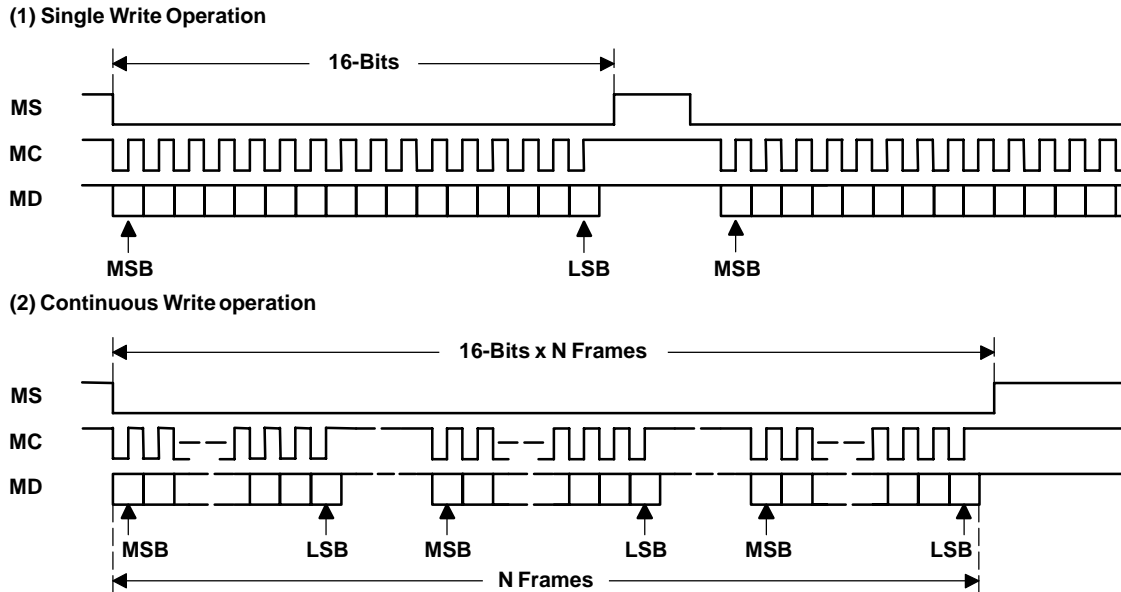 (1) Single Write Operation
16-Bits
MS
MC
MD
MSB LSB MSB
(2) Continuous Write operation
16-Bits x N Frames
MS
MC
MD
MSB LSB MSB LSB MSB LSB
N Frames